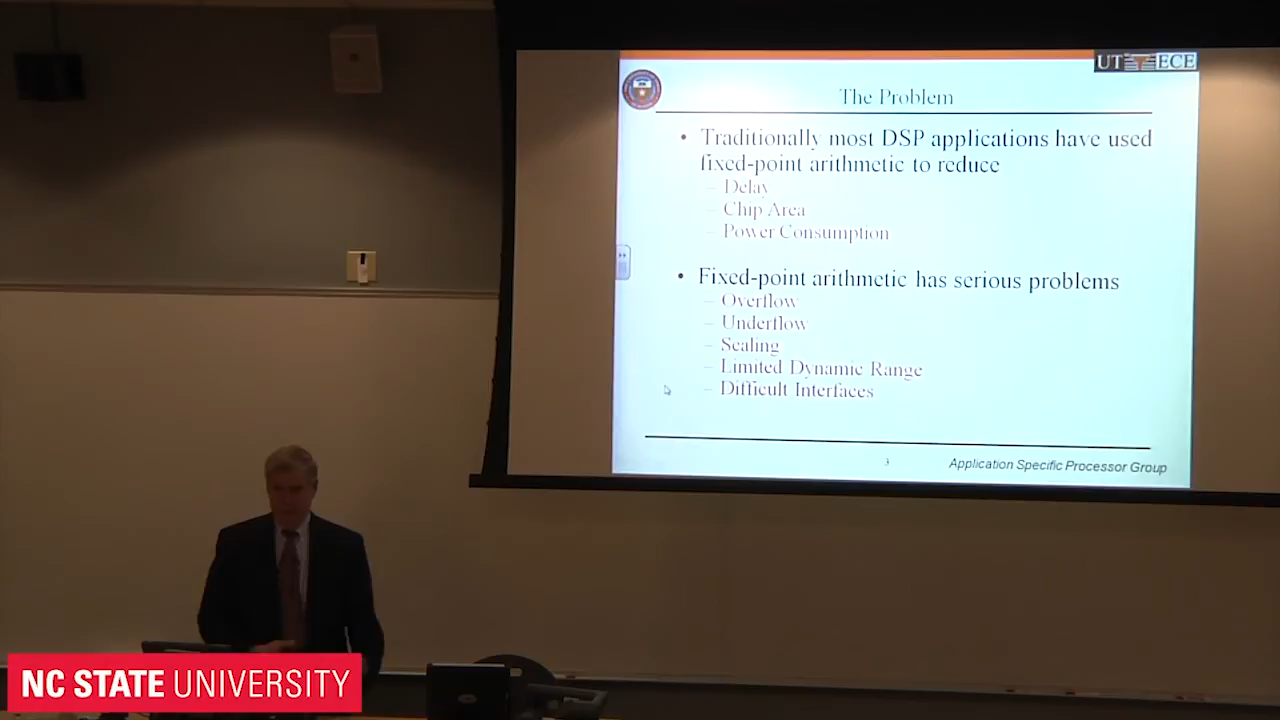 UT ECE
The Problem
• Traditionally most DSP applications have used
fixed-point arithmetic to reduce
– Delay
– Chip Area
– Power Consumption
• Fixed-point arithmetic has serious problems
– Overflow
– Underflow
– Scaling
– Limited Dynamic Range
– Difficult Interfaces
3
Application Specific Processor Group
NC STATE UNIVERSITY